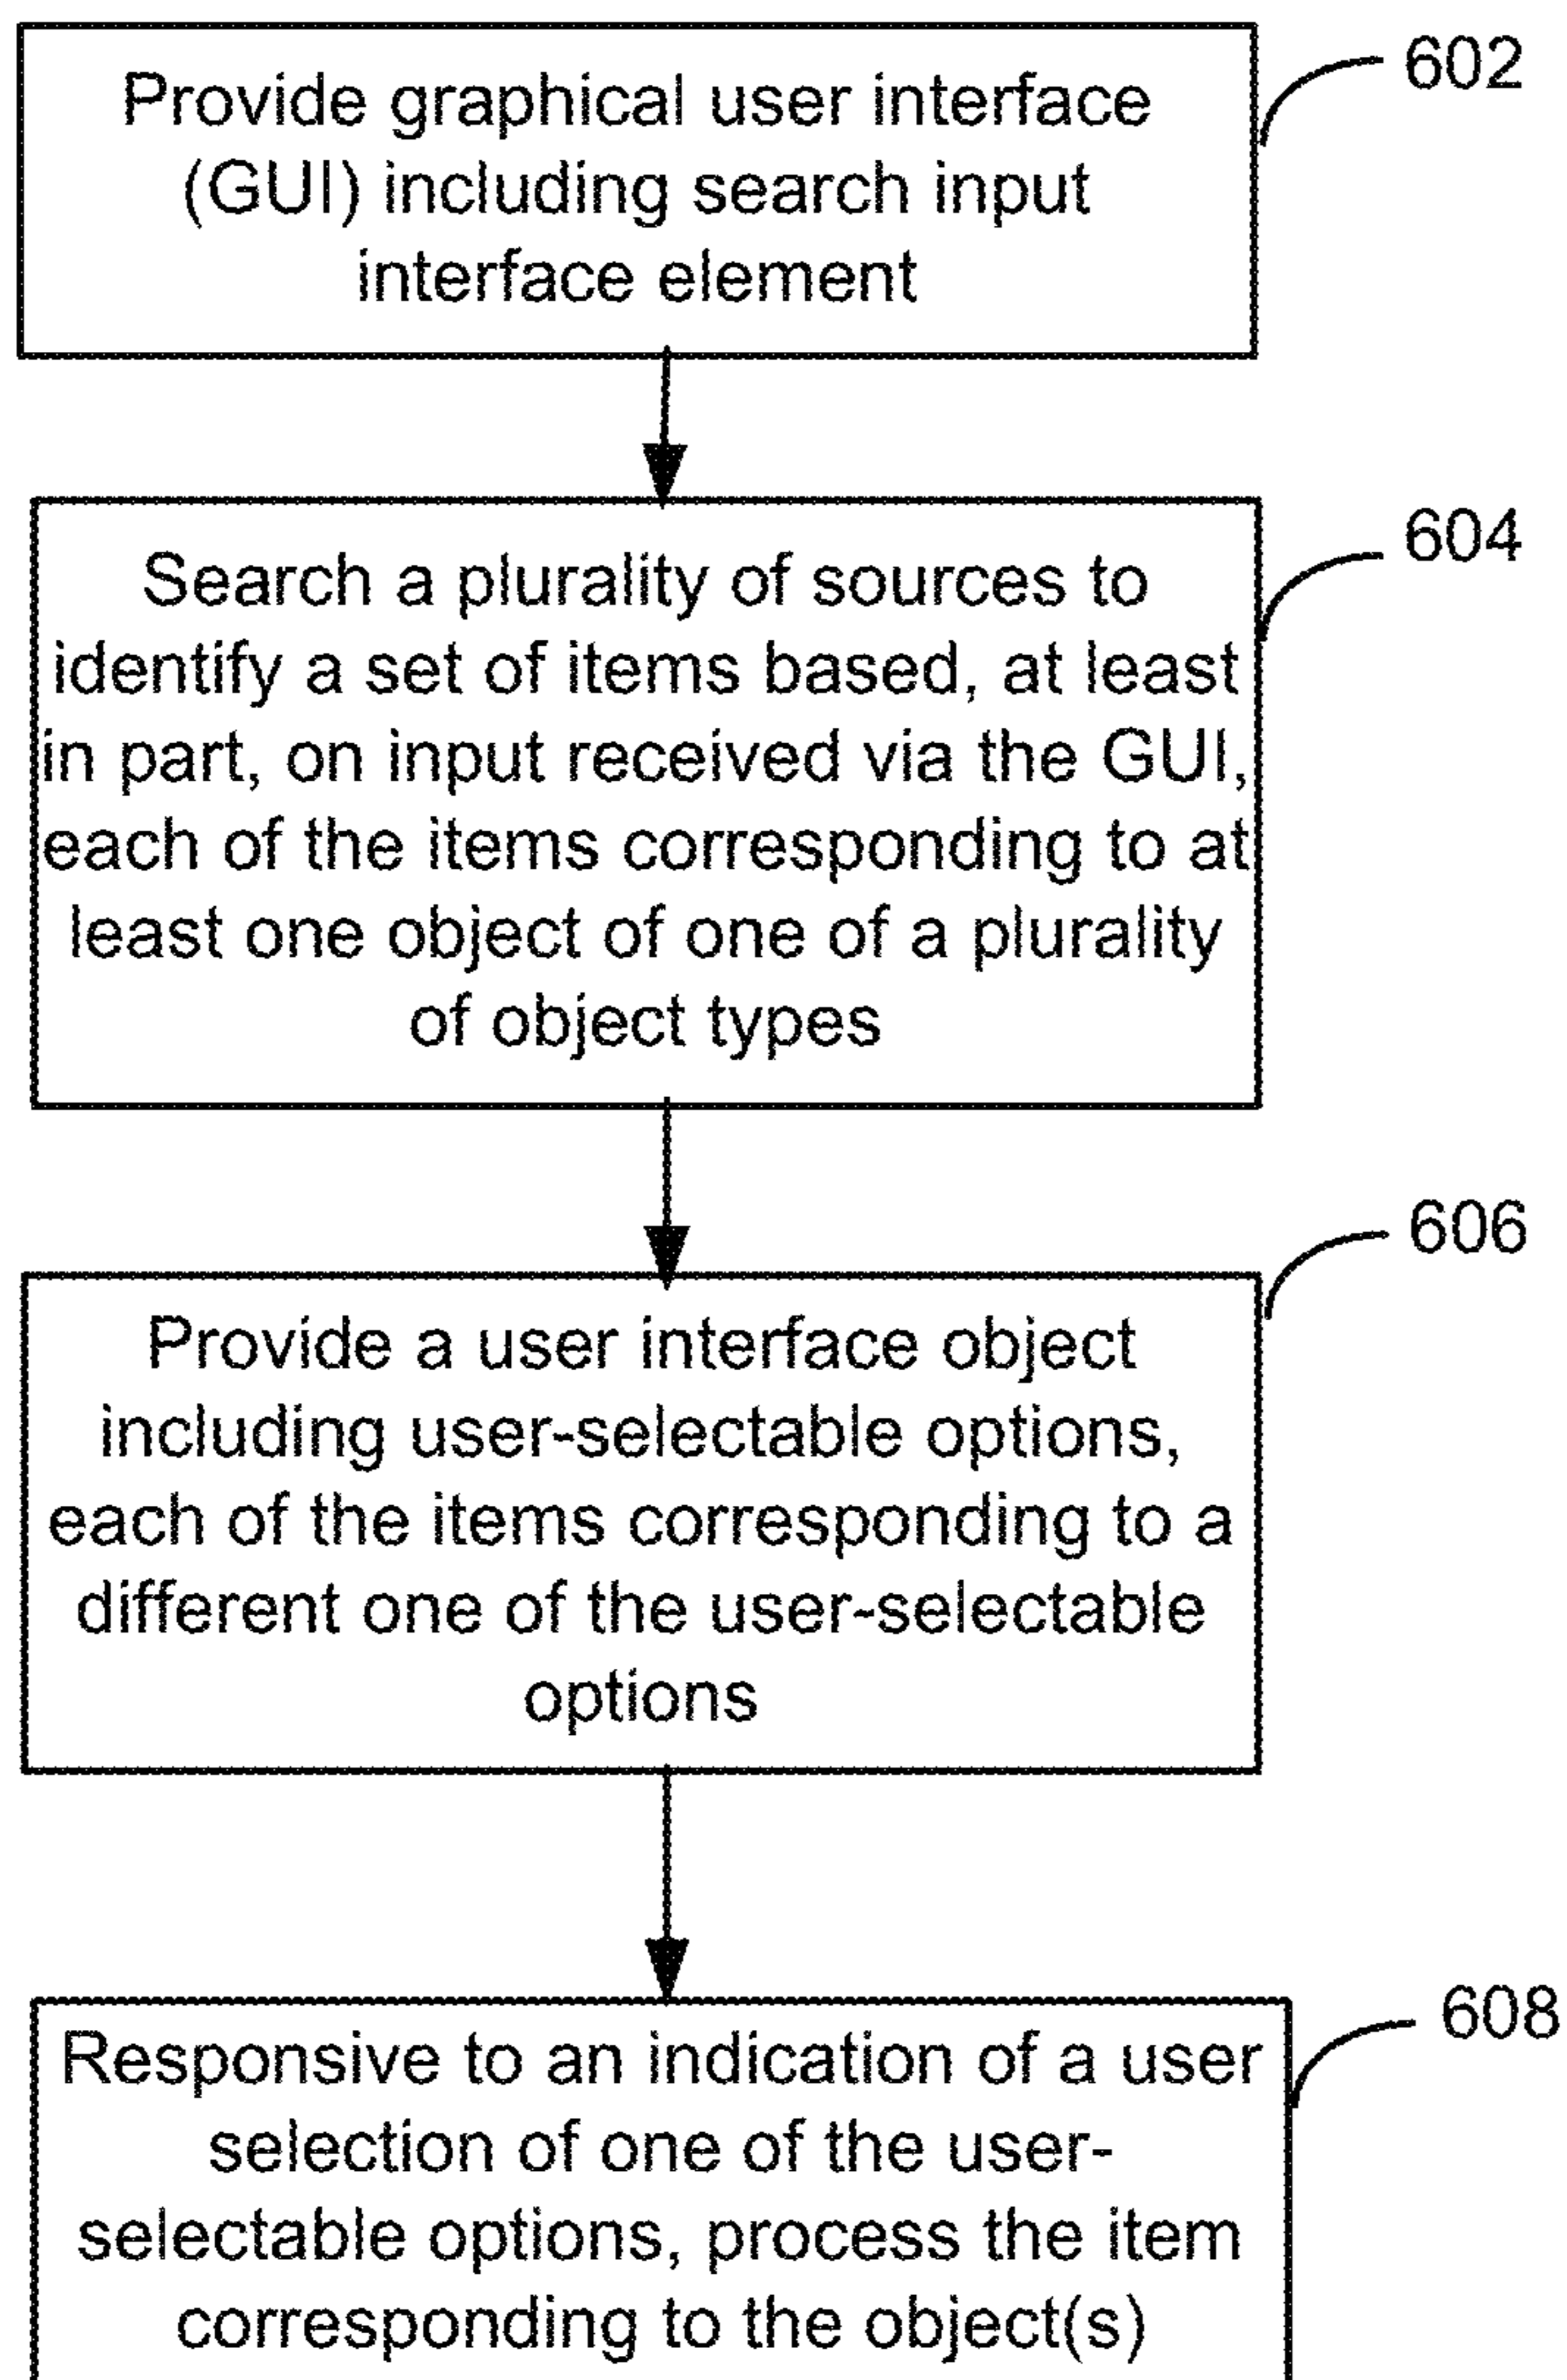 Provide graphical user interface
(GUI) including search input
interface element
602
Search a plurality of sources to
identify a set of items based, at least
in part, on input received via the GUI,
each of the items corresponding to at
least one object of one of a plurality
of object types
604
Provide a user interface object
including user-selectable options,
each of the items corresponding to a
different one of the user-selectable
options
606
Responsive to an indication of a user
selection of one of the user-
selectable options, process the item
corresponding to the object(s)
608